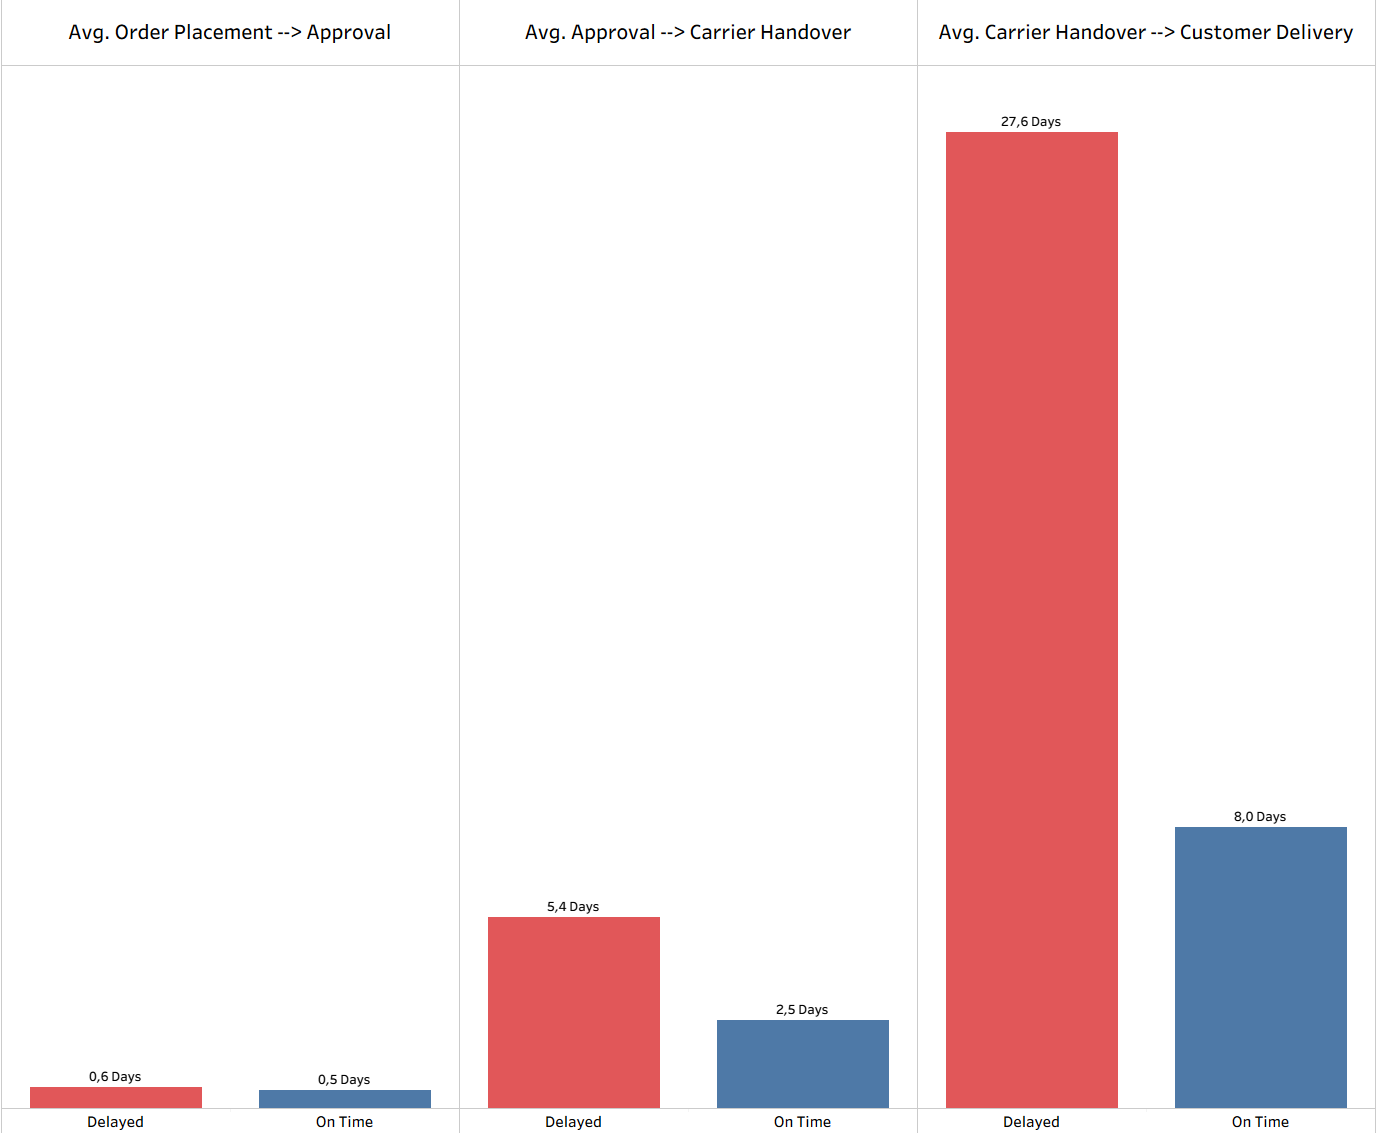 Avg. Order Placement --> Approval
Avg. Approval --> Carrier Handover
Avg. Carrier Handover --> Customer Delivery
27,6 Days
8,0 Days
5,4 Days
2,5 Days
0,6 Days
0,5 Days
Delayed
On Time
Delayed
On Time
Delayed
On Time